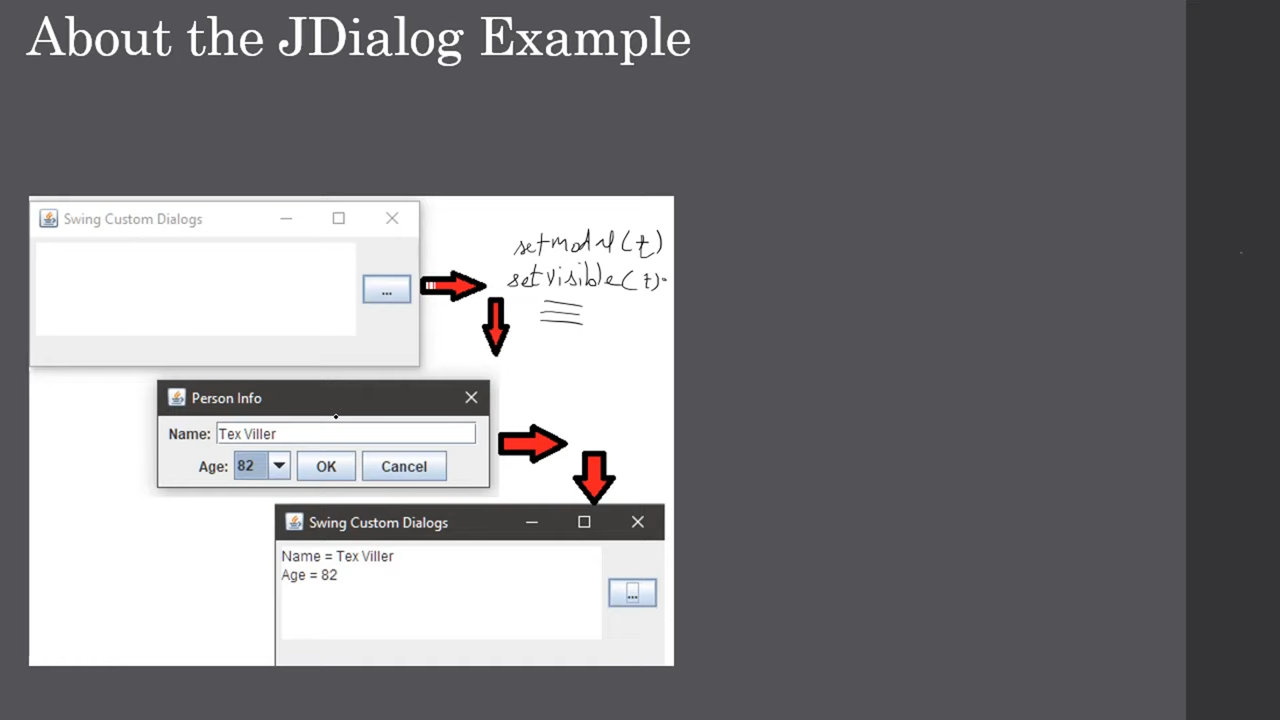 About the JDialog Example
Swing Custom Dialogs
...
setmodal(t)
setvisible(t).
Person Info
Name: Tex Viller
Age: 82 OK Cancel
Swing Custom Dialogs
Name = Tex Viller
Age = 82
...